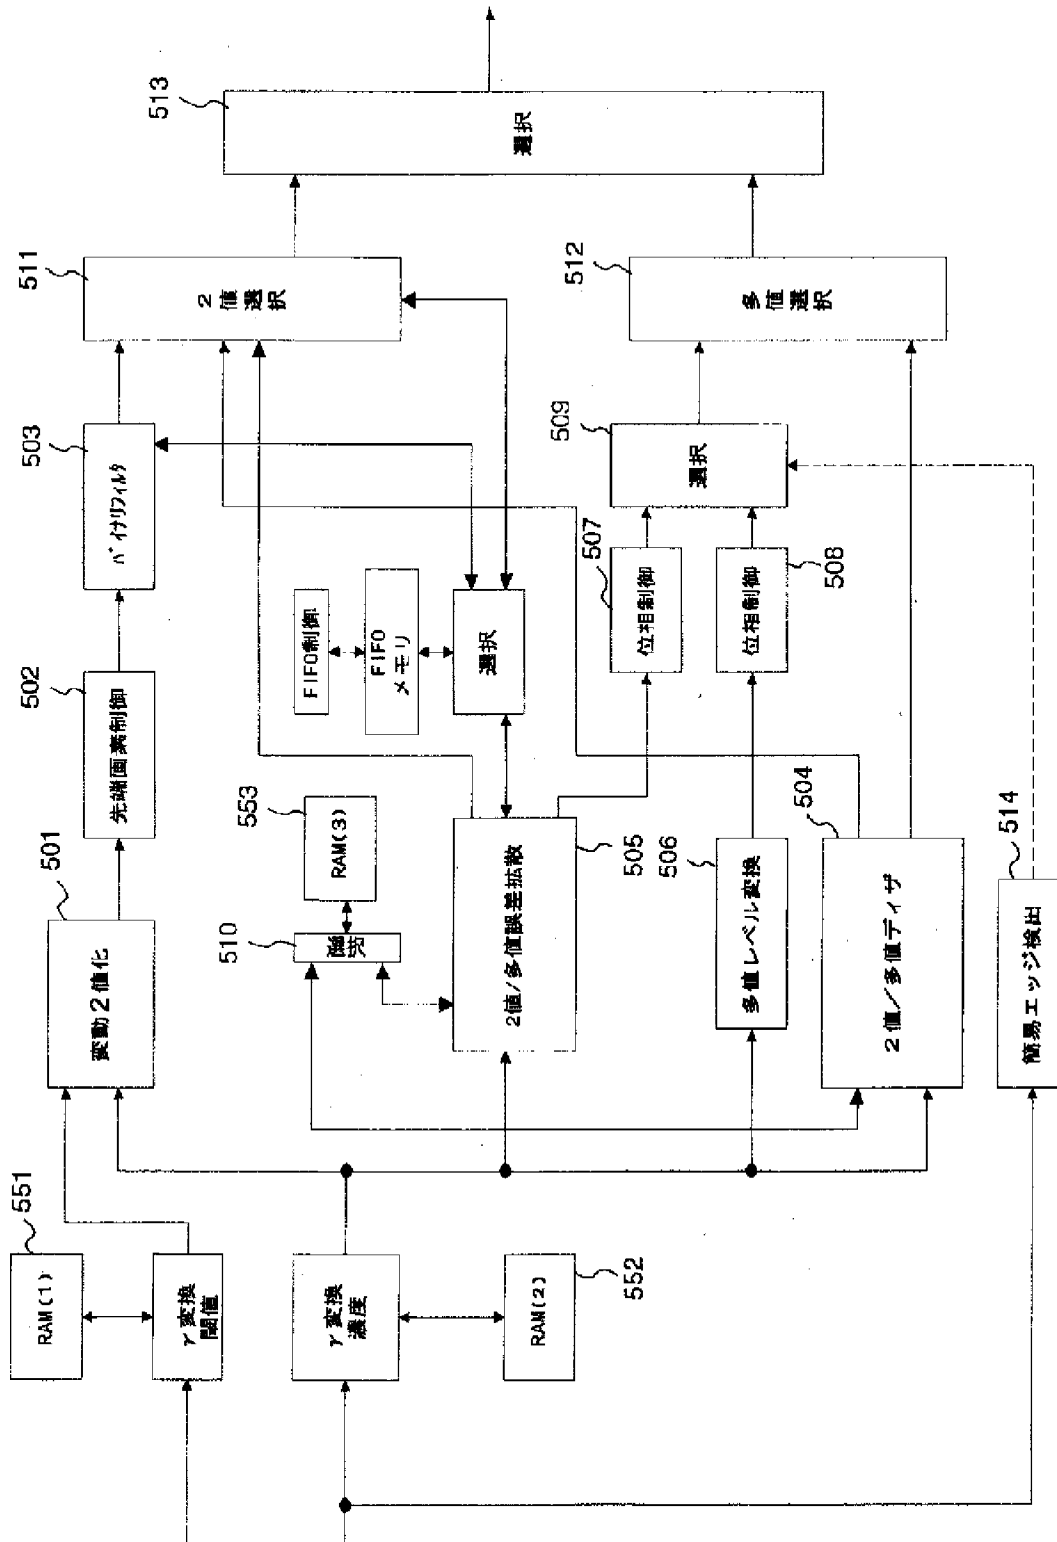 551
RAM(1)
γ変換
閾値
γ変換
濃度
RAM(2)
552
501
変動2値化
502
先端画素制御
503
バイナリフィルタ
511
2値
選択
513
選択
553
RAM(3)
510
選択
FIFO制御
FIFO
メモリ
選択
2値/多値誤差拡散
505
506
多値レベル変換
504
2値/多値ディザ
514
簡易エッジ検出
507
位相制御
508
位相制御
509
選択
512
多値
選択